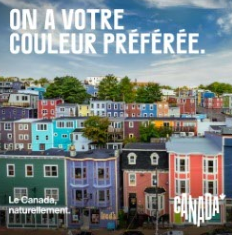 ON A VOTRE
COULEUR PRÉFÉRÉE.
Le Canada,
naturellement.
CANADA